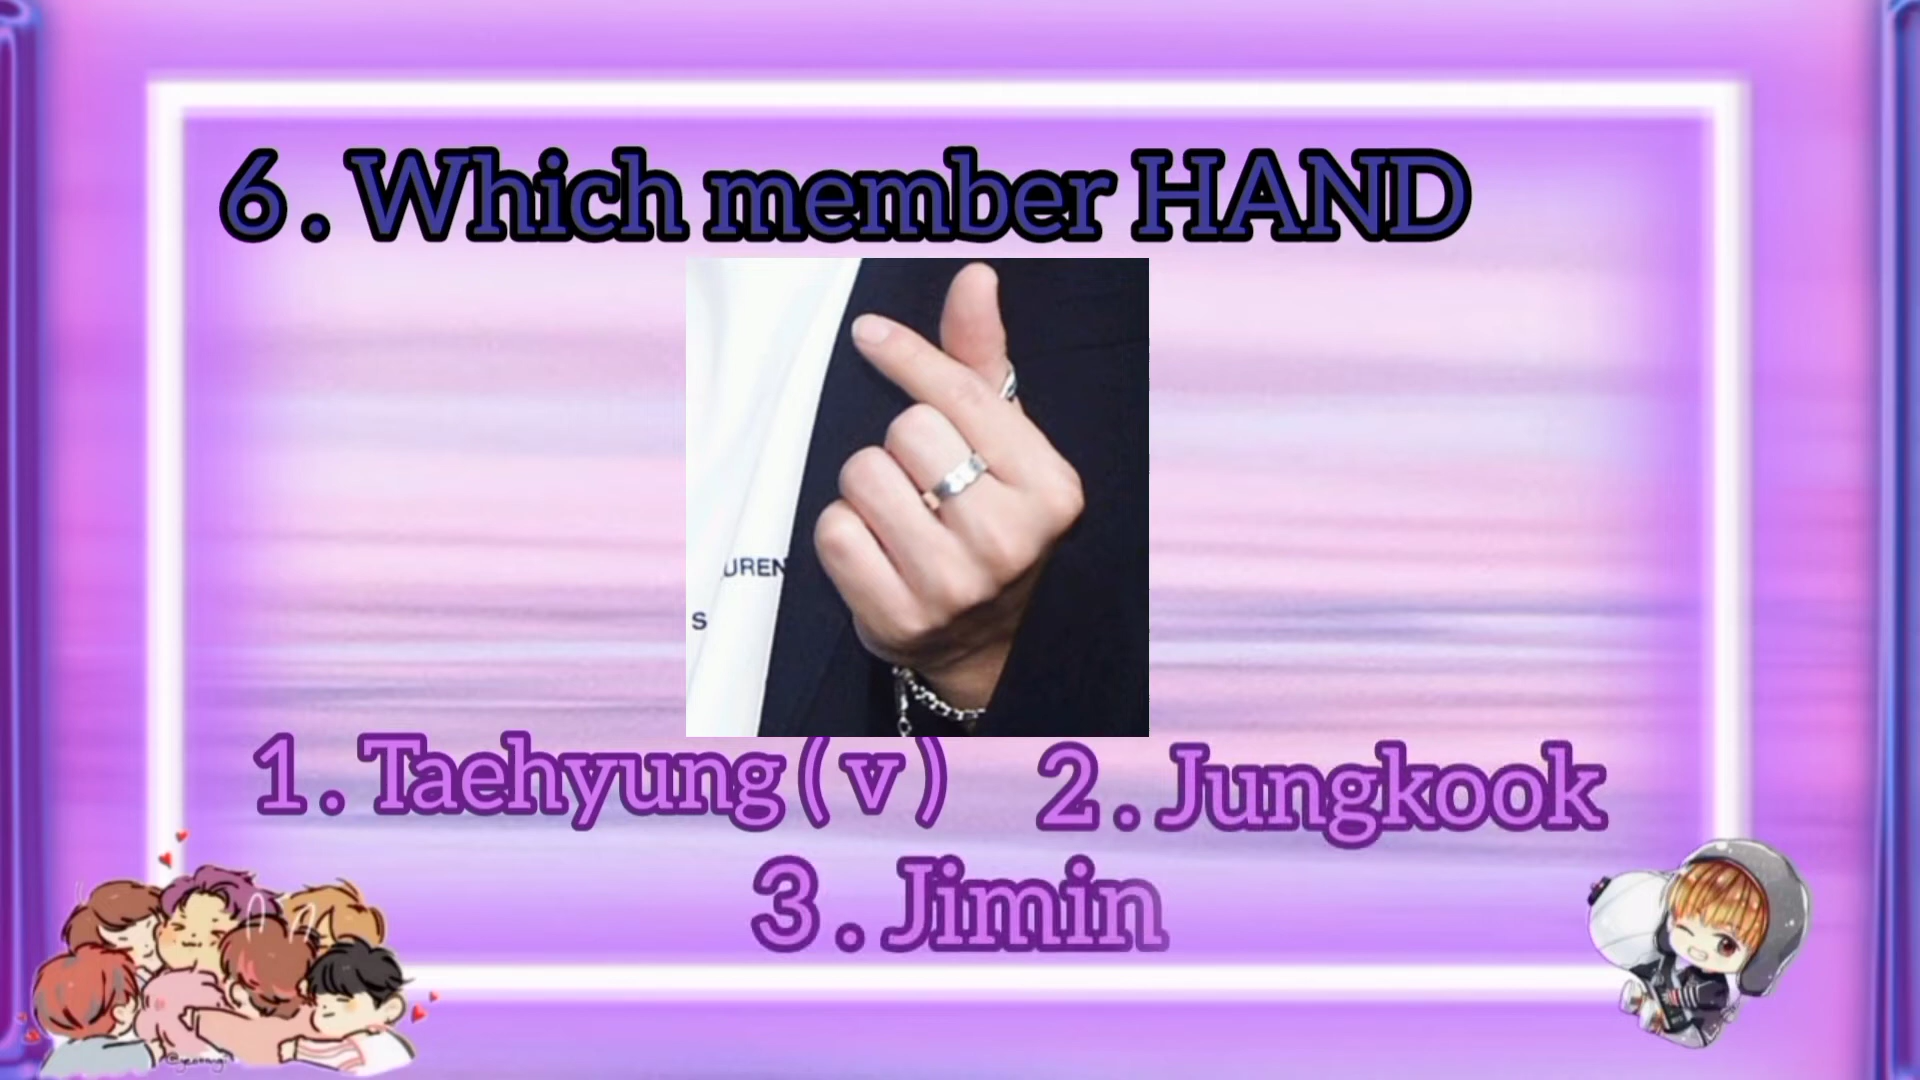 6. Which member HAND
UREN
S
1. Taehyung(v) 2. Jungkook
3. Jimin